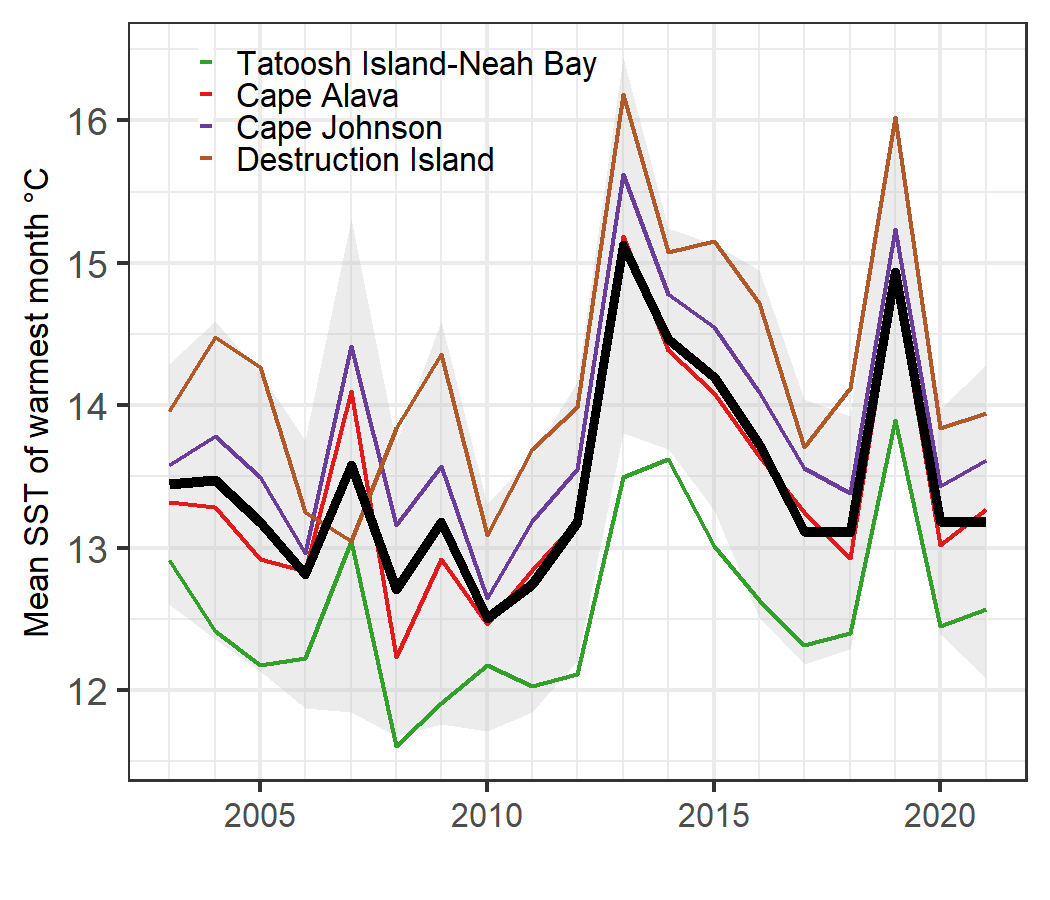 Tatoosh Island-Neah Bay
Cape Alava
Cape Johnson
Destruction Island
Mean SST of warmest month °C
16
15
14
13
12
2005 2010 2015 2020